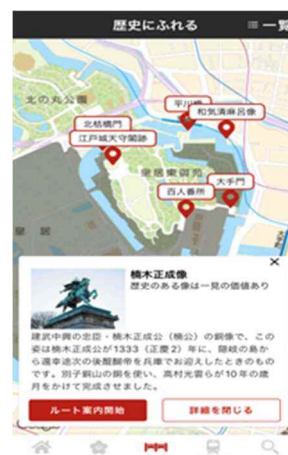 歴史にふれる
一覧
北の丸公園
平川門
和気清麻呂像
北桔橋門
江戸城天守閣跡
皇居東御苑
大手門
百人番所
皇居
×
楠木正成像
歴史のある像は一見の価値あり
建武中興の忠臣・楠木正成公（楠公）の銅像で、この
姿は楠木正成公が1333（正慶2）年に、隠岐の島か
ら還幸途次の後醍醐帝を兵庫でお迎えしたときのもの
です。別子銅山の銅を使い、高村光雲らが10年の歳
月をかけて完成させました。
ルート案内開始
詳細を閉じる